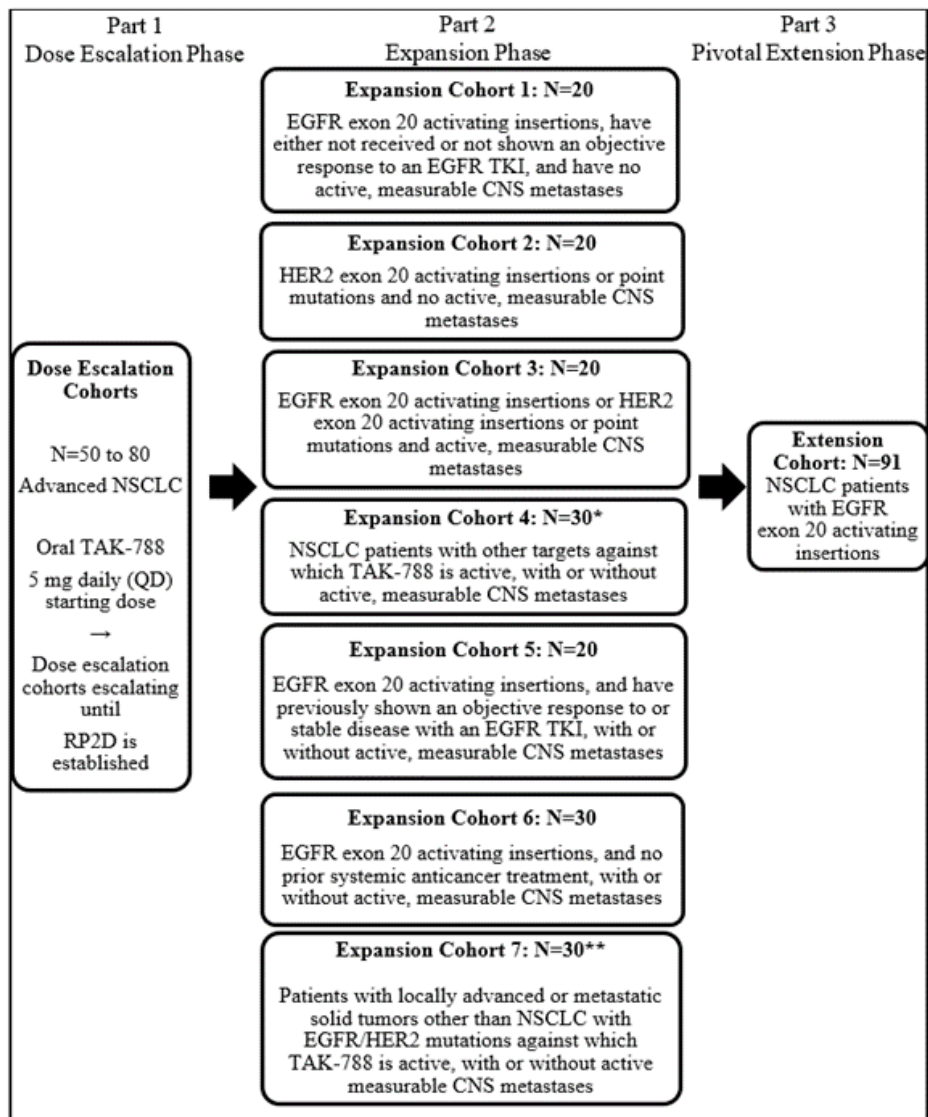 Part 1
Dose Escalation Phase
Part 2
Expansion Phase
Part 3
Pivotal Extension Phase
Dose Escalation
Cohorts
N=50 to 80
Advanced NSCLC
Oral TAK-788
5 mg daily (QD)
starting dose
→
Dose escalation
cohorts escalating
until
RP2D is
established
Expansion Cohort 1: N=20
EGFR exon 20 activating insertions, have
either not received or not shown an objective
response to an EGFR TKI, and have no
active, measurable CNS metastases
Expansion Cohort 2: N=20
HER2 exon 20 activating insertions or point
mutations and no active, measurable CNS
metastases
Expansion Cohort 3: N=20
EGFR exon 20 activating insertions or HER2
exon 20 activating insertions or point
mutations and active, measurable CNS
metastases
Expansion Cohort 4: N=30*
NSCLC patients with other targets against
which TAK-788 is active, with or without
active, measurable CNS metastases
Expansion Cohort 5: N=20
EGFR exon 20 activating insertions, and have
previously shown an objective response to or
stable disease with an EGFR TKI, with or
without active, measurable CNS metastases
Expansion Cohort 6: N=30
EGFR exon 20 activating insertions, and no
prior systemic anticancer treatment, with or
without active, measurable CNS metastases
Expansion Cohort 7: N=30**
Patients with locally advanced or metastatic
solid tumors other than NSCLC with
EGFR/HER2 mutations against which
TAK-788 is active, with or without active
measurable CNS metastases
Extension
Cohort: N=91
NSCLC patients
with EGFR
exon 20 activating
insertions